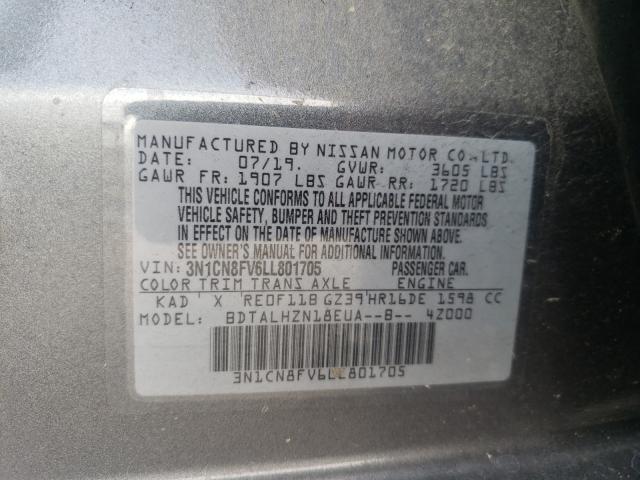 MANUFACTURED BY NISSAN MOTOR CO., LTD.
DATE: 07/19. GVWR: 3605 LBS
GAWR FR: 1907 LBS GAWR RR: 1720 LBS
THIS VEHICLE CONFORMS TO ALL APPLICABLE FEDERAL MOTOR
VEHICLE SAFETY, BUMPER AND THEFT PREVENTION STANDARDS
IN EFFECT ON THE DATE OF MANUFACTURE SHOWN ABOVE.
SEE OWNER'S MANUAL FOR ADDITIONAL INFORMATION.
VIN: 3N1CN8FV6LL801705 PASSENGER CAR.
COLOR TRIM TRANS AXLE ENGINE
KAD X RE0F11B GZ39 HR16DE 1598 CC
MODEL: BDTALHZN18EUA--B-- 4Z000
3N1CN8FV6LL801705